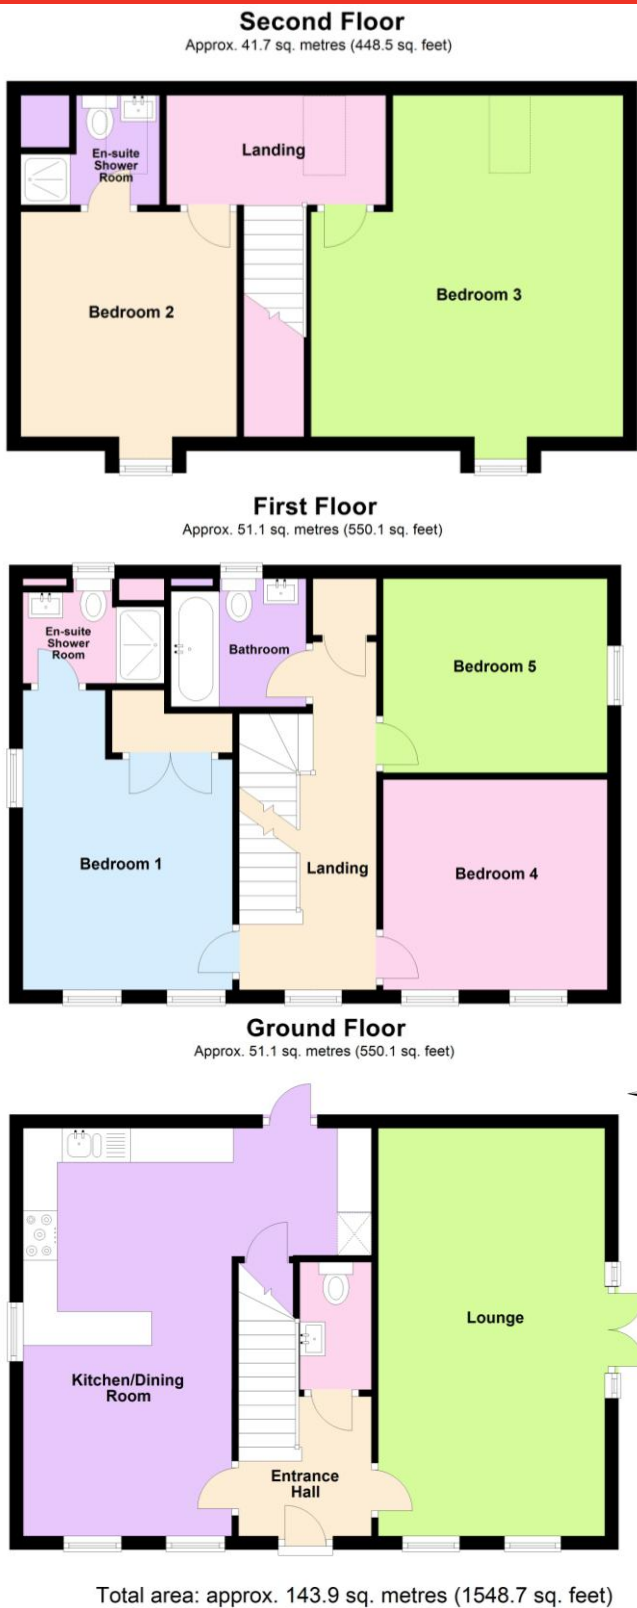 Second Floor
Approx. 41.7 sq. metres (448.5 sq. feet)
En-suite
Shower
Room
Landing
Bedroom 2
Bedroom 3
First Floor
Approx. 51.1 sq. metres (550.1 sq. feet)
En-suite
Shower
Room
Bathroom
Bedroom 5
Bedroom 1
Landing
Bedroom 4
Ground Floor
Approx. 51.1 sq. metres (550.1 sq. feet)
Lounge
Kitchen/Dining
Room
Entrance
Hall
Total area: approx. 143.9 sq. metres (1548.7 sq. feet)